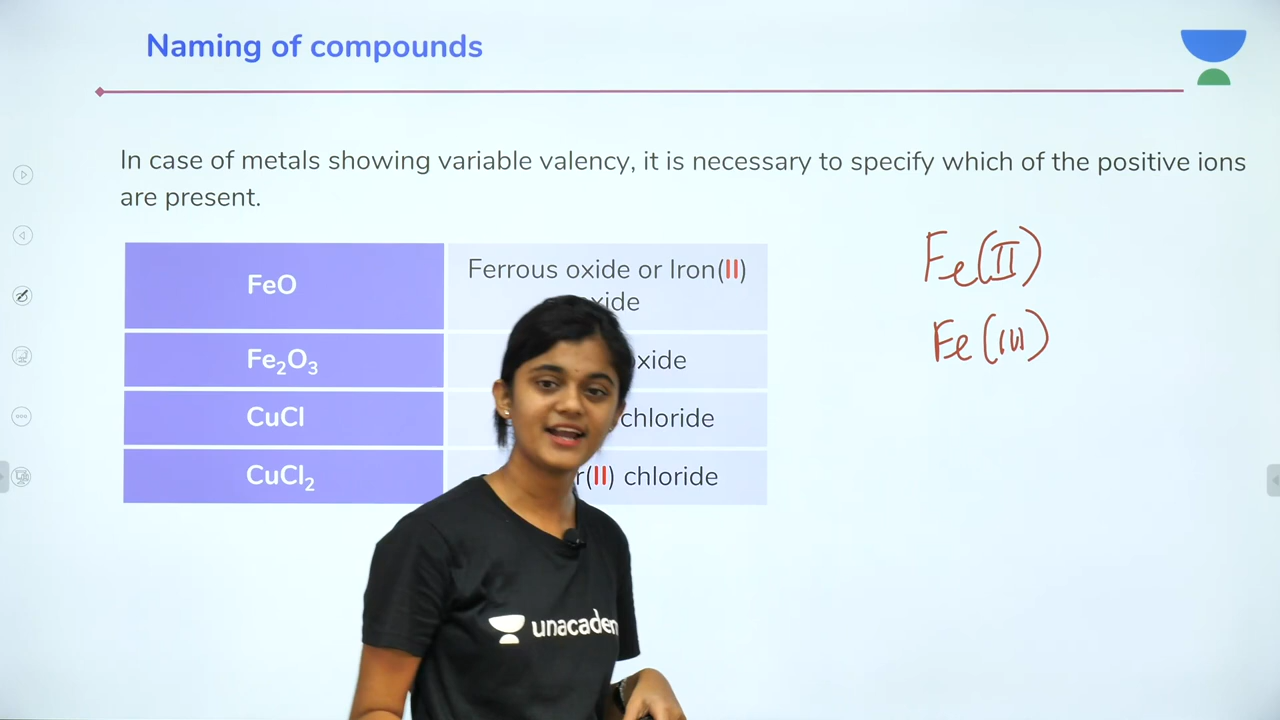 Naming of compounds
In case of metals showing variable valency, it is necessary to specify which of the positive ions
are present.
FeO
Ferrous oxide or Iron(II)
oxide
Fe₂O₃
oxide
CuCl
chloride
CuCl₂
r(II) chloride
Fe(II)
Fe(III)
unacadem